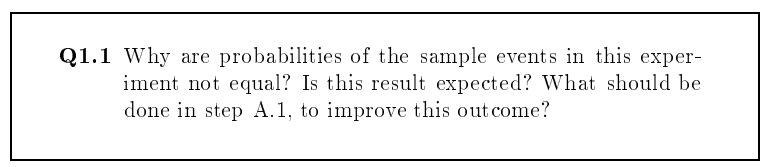 Q1.1 Why are probabilities of the sample events in this exper-
iment not equal? Is this result expected? What should be
done in step A.1, to improve this outcome?